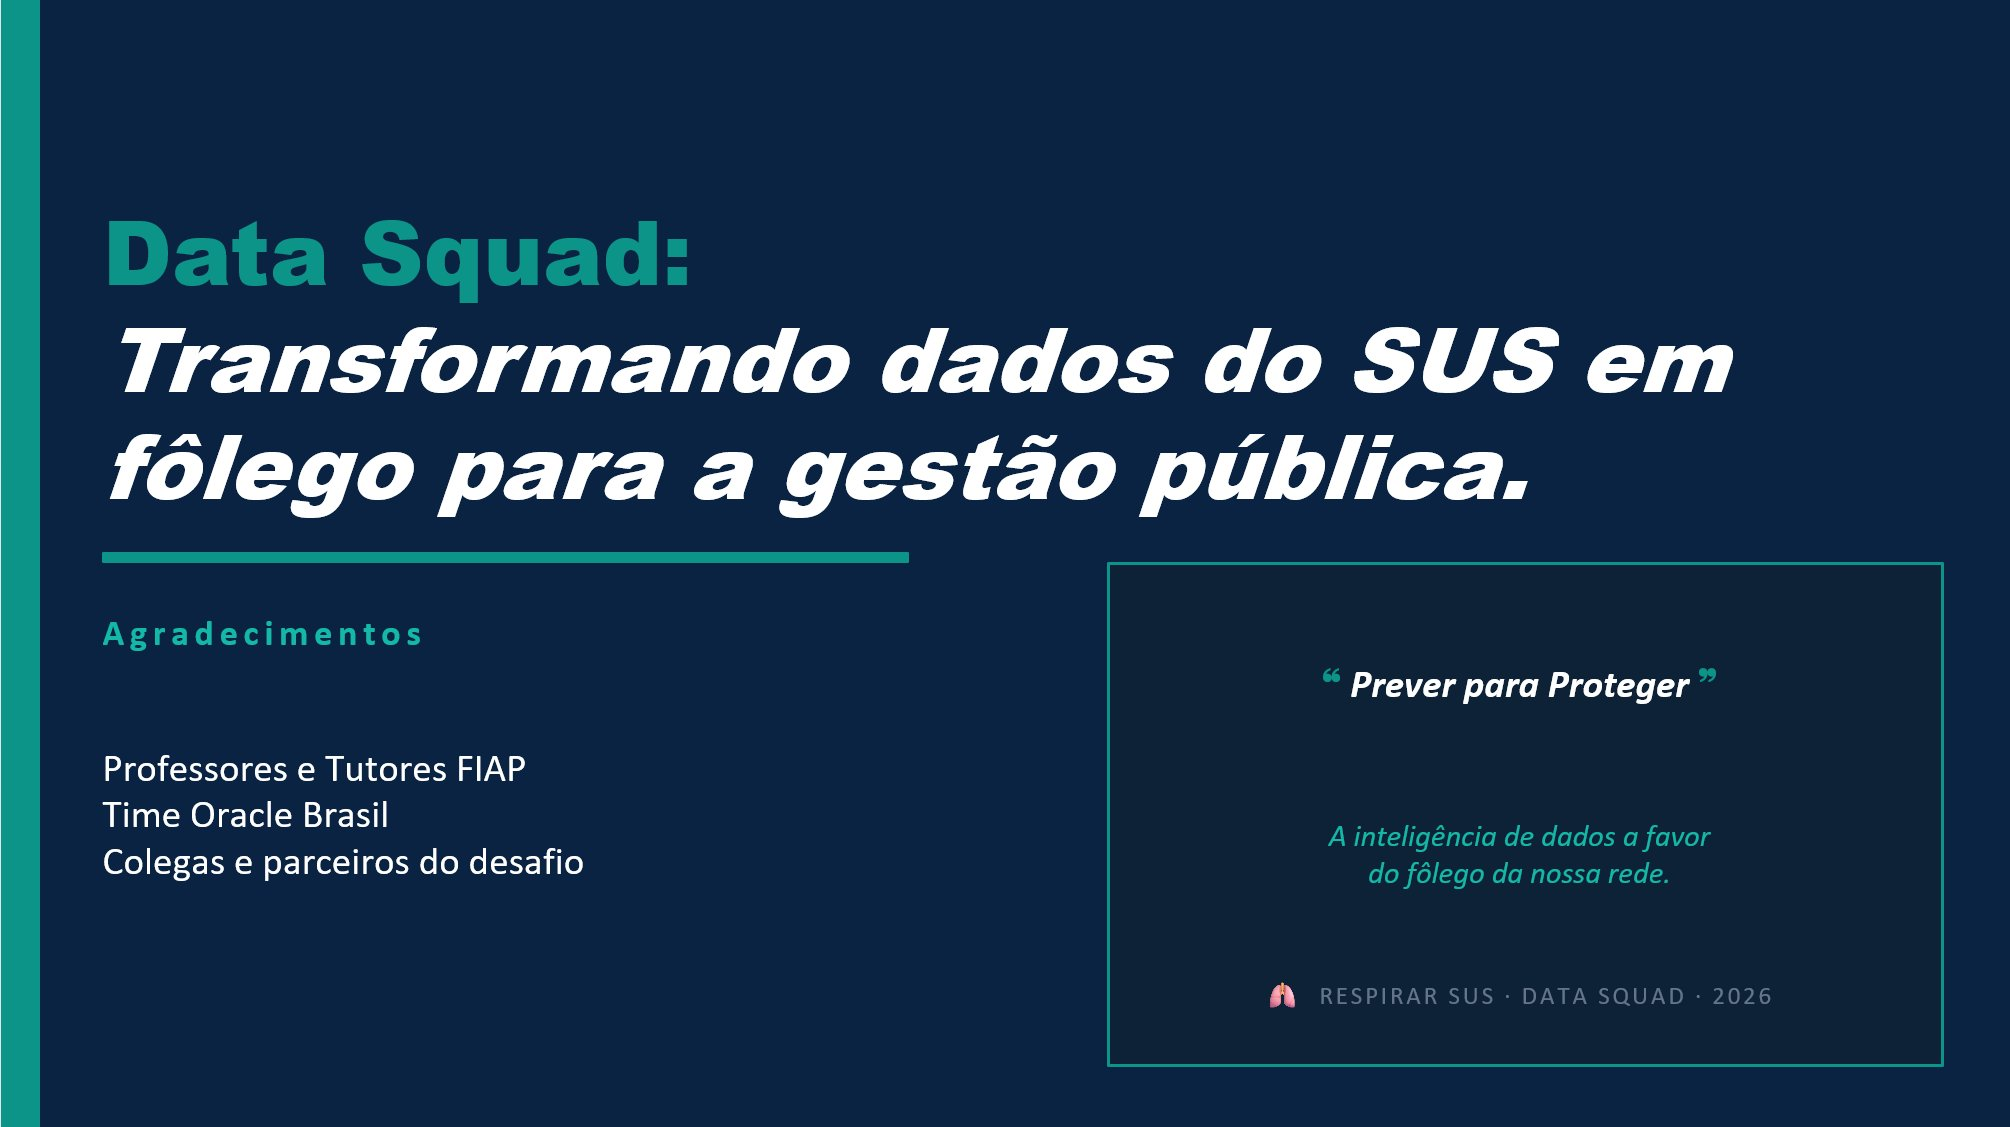 Data Squad:
Transformando dados do SUS em
fôlego para a gestão pública.
Agradecimentos
Professores e Tutores FIAP
Time Oracle Brasil
Colegas e parceiros do desafio
❝ Prever para Proteger ❞
A inteligência de dados a favor
do fôlego da nossa rede.
🫁 RESPIRAR SUS · DATA SQUAD · 2026